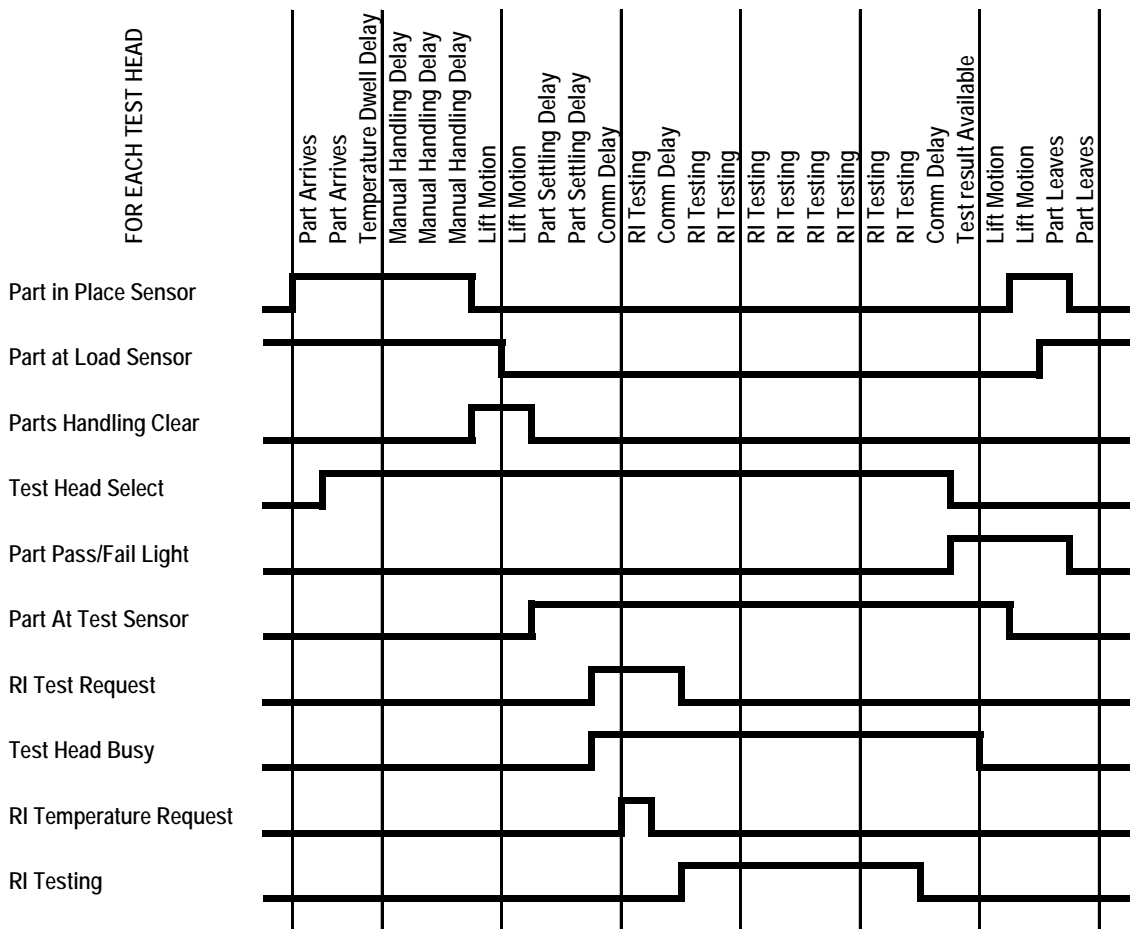 FOR EACH TEST HEAD
Part Arrives
Part Arrives
Temperature Dwell Delay
Manual Handling Delay
Manual Handling Delay
Manual Handling Delay
Lift Motion
Lift Motion
Part Settling Delay
Part Settling Delay
Comm Delay
RI Testing
Comm Delay
RI Testing
RI Testing
RI Testing
RI Testing
RI Testing
RI Testing
RI Testing
RI Testing
Comm Delay
Test result Available
Lift Motion
Lift Motion
Part Leaves
Part Leaves
Part in Place Sensor
Part at Load Sensor
Parts Handling Clear
Test Head Select
Part Pass/Fail Light
Part At Test Sensor
RI Test Request
Test Head Busy
RI Temperature Request
RI Testing